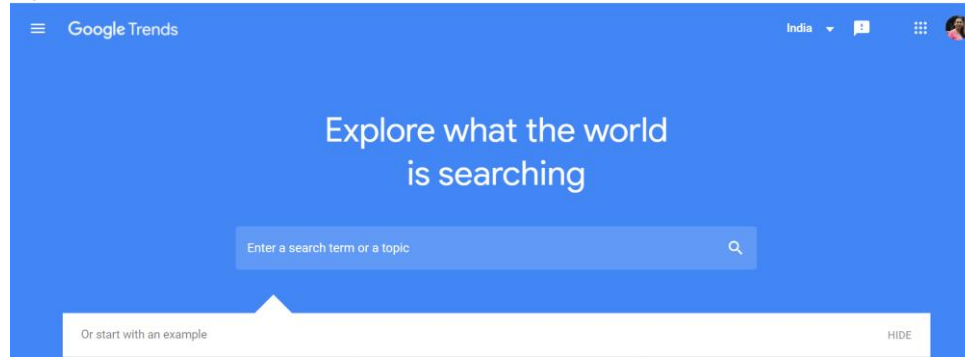 Google Trends
India
Explore what the world
is searching
Enter a search term or a topic
Or start with an example
HIDE